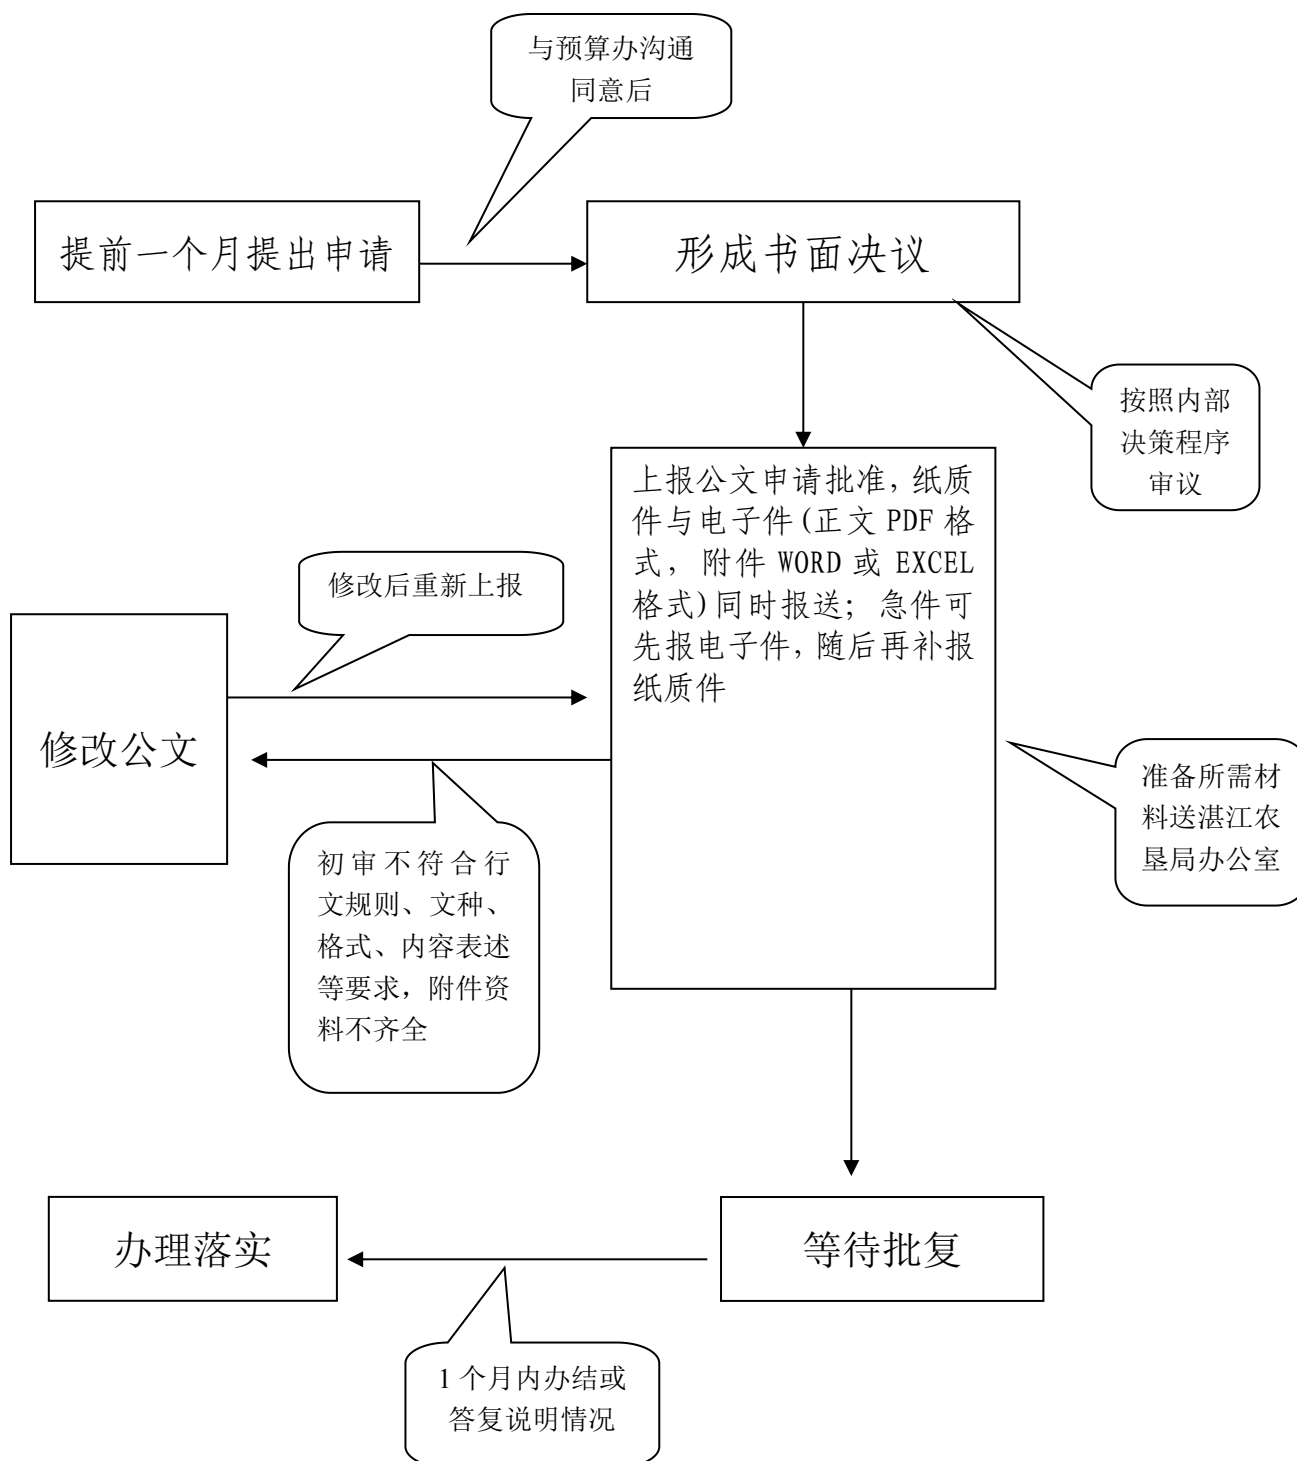 与预算办沟通
同意后
提前一个月提出申请
形成书面决议
按照内部
决策程序
审议
上报公文申请批准,纸质
件与电子件(正文 PDF 格
式，附件 WORD 或 EXCEL
格式)同时报送；急件可
先报电子件,随后再补报
纸质件
修改后重新上报
修改公文
准备所需材
料送湛江农
垦局办公室
初审不符合行
文规则、文种、
格式、内容表述
等要求，附件资
料不齐全
办理落实
等待批复
1 个月内办结或
答复说明情况